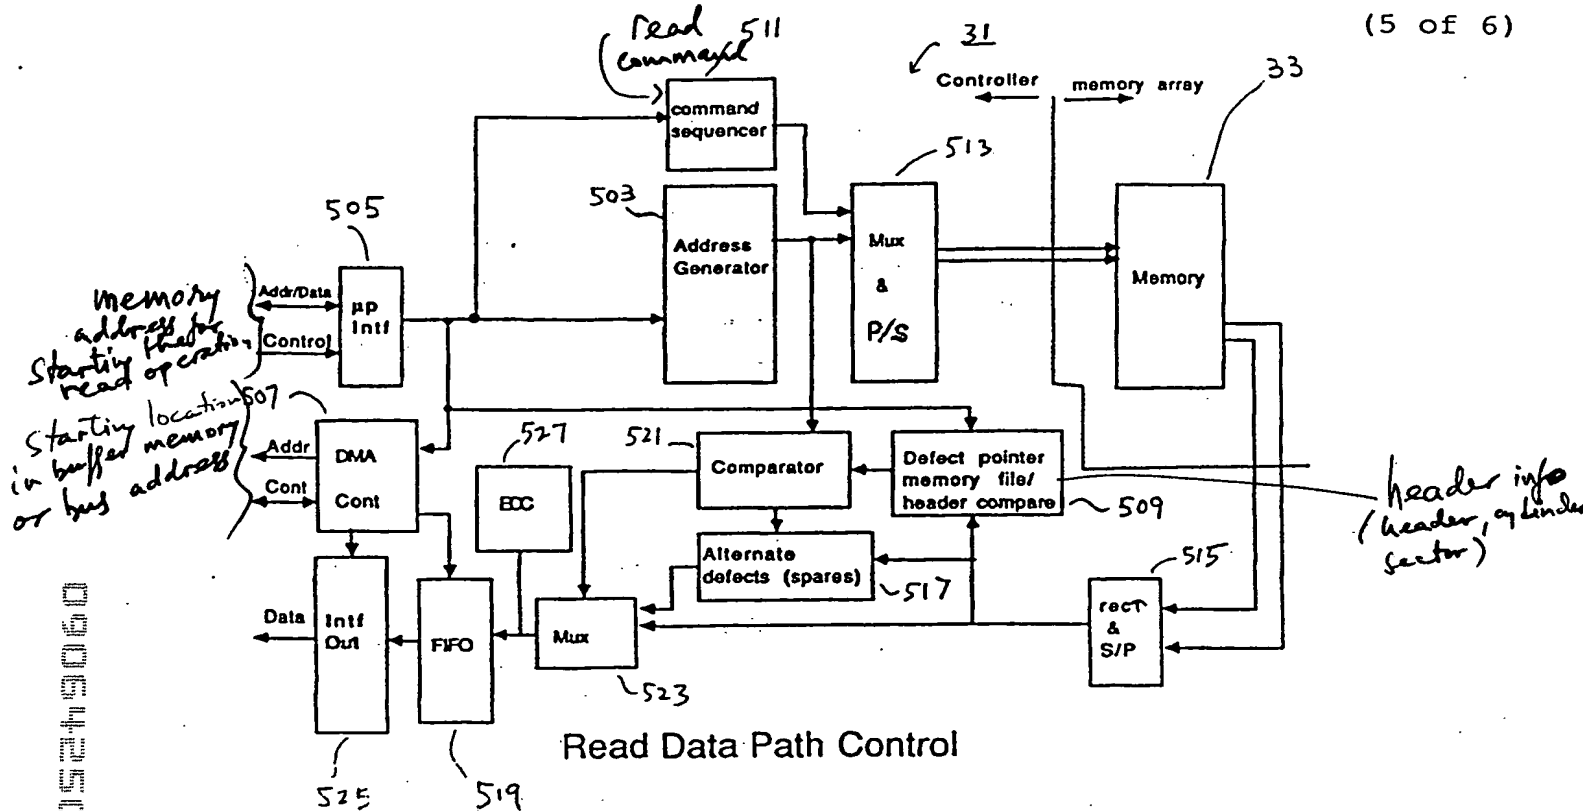 (5 of 6)
read
command
511
31
Controller
memory array
33
command
sequencer
513
505
503
Address
Generator
Mux
&
P/S
Memory
memory
address for
starting the
read operation
Addr/Data
Control
μp
Intf
starting location
in buffer memory
or bus address
507
Addr
Cont
DMA
Cont
527
ECC
521
Comparator
Defect pointer
memory file/
header compare
509
header info
(header, cylinder
sector)
Alternate
defects (spares)
517
515
rect
&
S/P
Data
Intf
Out
FIFO
Mux
523
525
519
Read Data Path Control